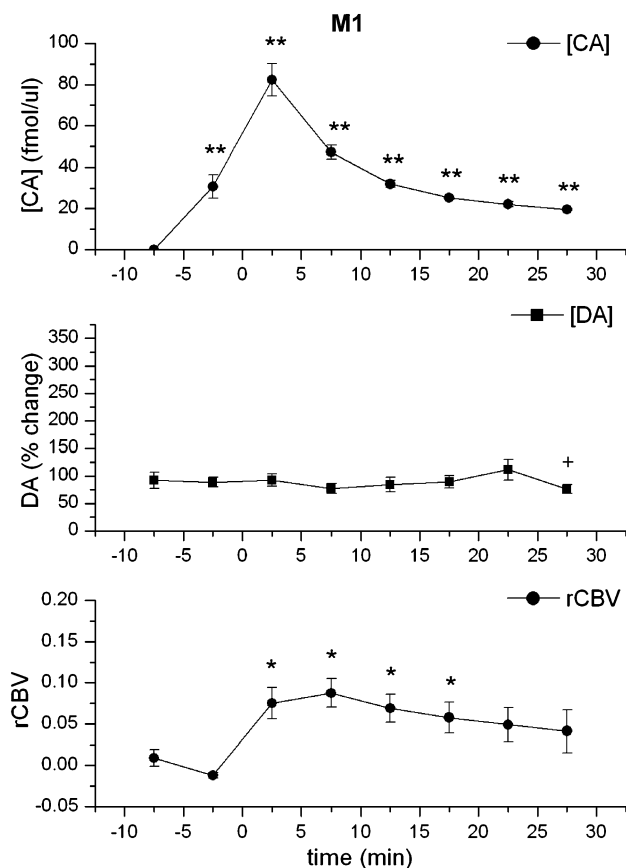 M1
[CA]
[CA] (fmol/ul)
100
80
60
40
20
0
** ** ** ** ** ** **
-10 -5 0 5 10 15 20 25 30
[DA]
DA (% change)
350
300
250
200
150
100
50
0
+
-10 -5 0 5 10 15 20 25 30
rCBV
rCBV
0.20
0.15
0.10
0.05
0.00
-0.05
* * * *
-10 -5 0 5 10 15 20 25 30
time (min)